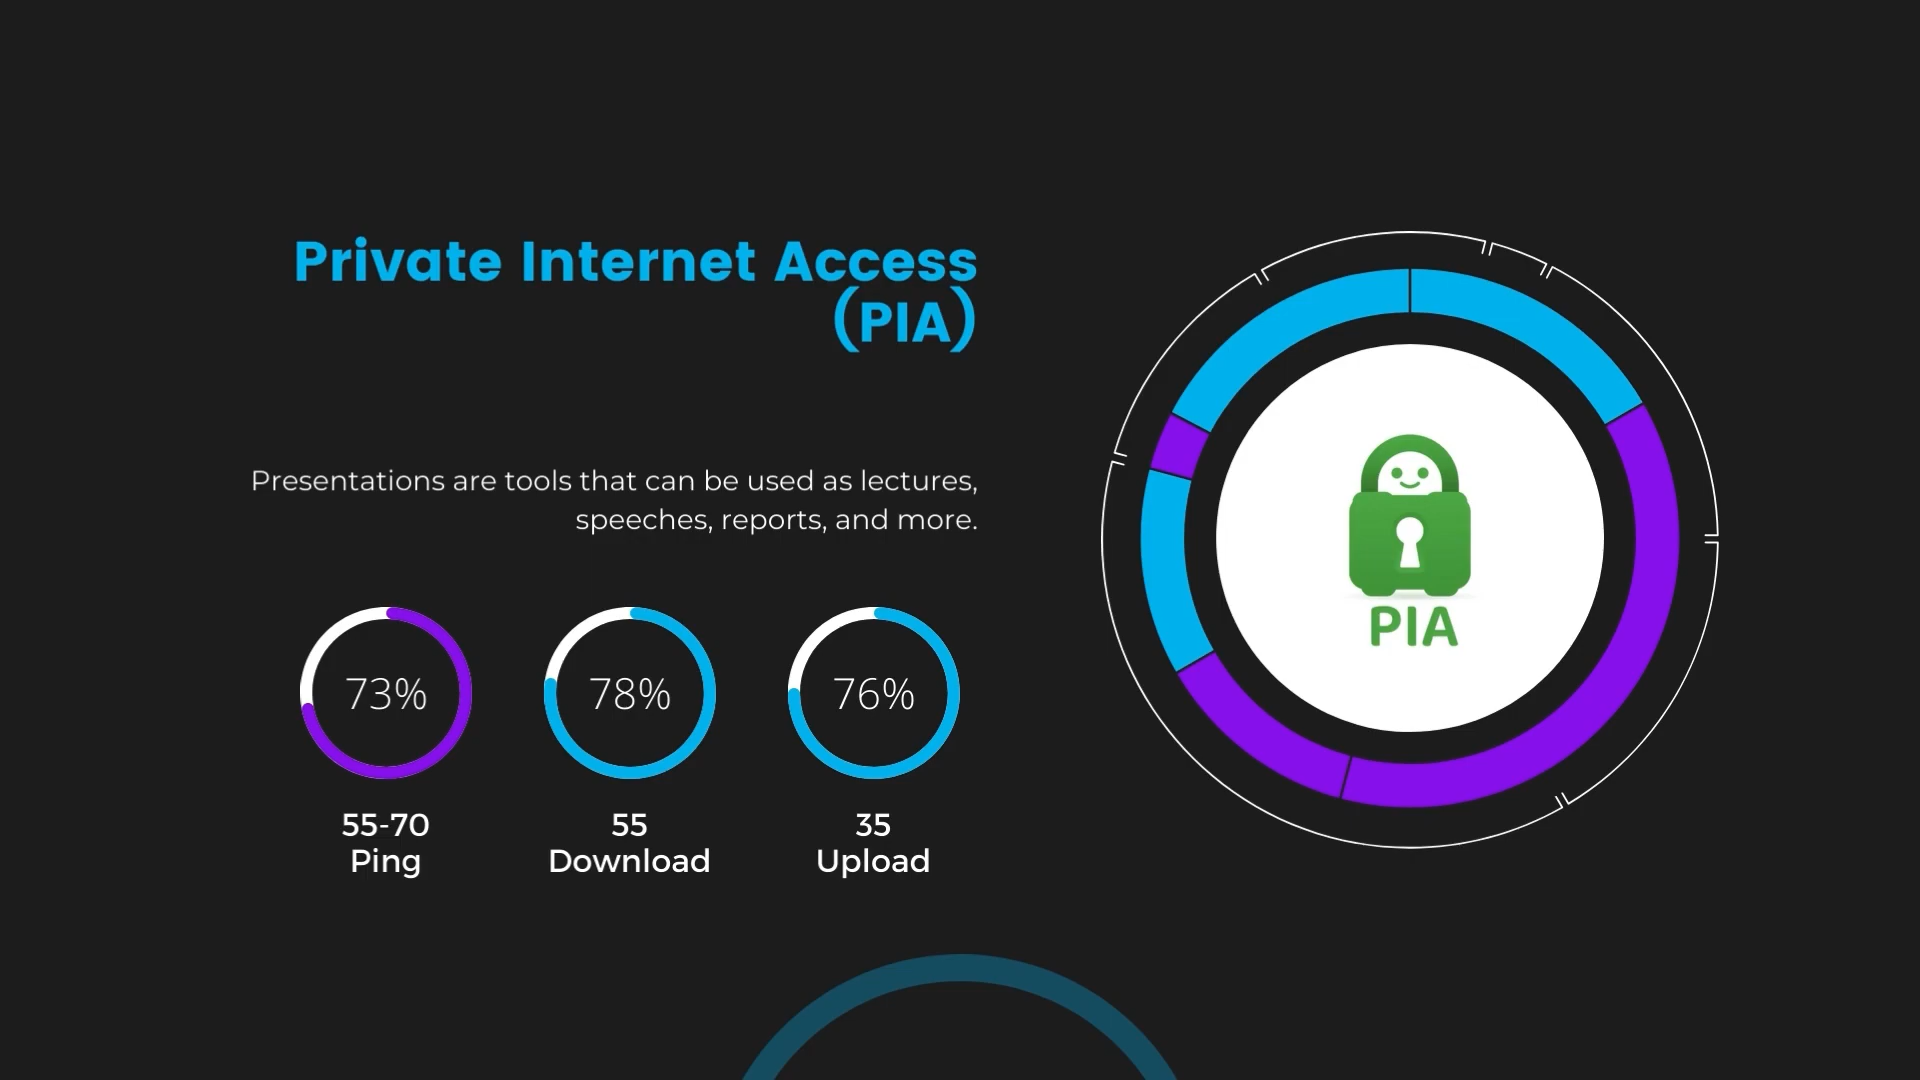 Private Internet Access
(PIA)
Presentations are tools that can be used as lectures,
speeches, reports, and more.
73%
78%
76%
55-70
Ping
55
Download
35
Upload
PIA